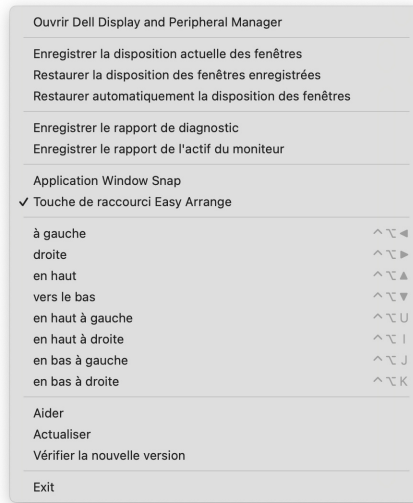 Ouvrir Dell Display and Peripheral Manager
Enregistrer la disposition actuelle des fenêtres
Restaurer la disposition des fenêtres enregistrées
Restaurer automatiquement la disposition des fenêtres
Enregistrer le rapport de diagnostic
Enregistrer le rapport de l'actif du moniteur
Application Window Snap
✓ Touche de raccourci Easy Arrange
à gauche ⌃⌥◀
droite ⌃⌥▶
en haut ⌃⌥▲
vers le bas ⌃⌥▼
en haut à gauche ⌃⌥U
en haut à droite ⌃⌥I
en bas à gauche ⌃⌥J
en bas à droite ⌃⌥K
Aider
Actualiser
Vérifier la nouvelle version
Exit